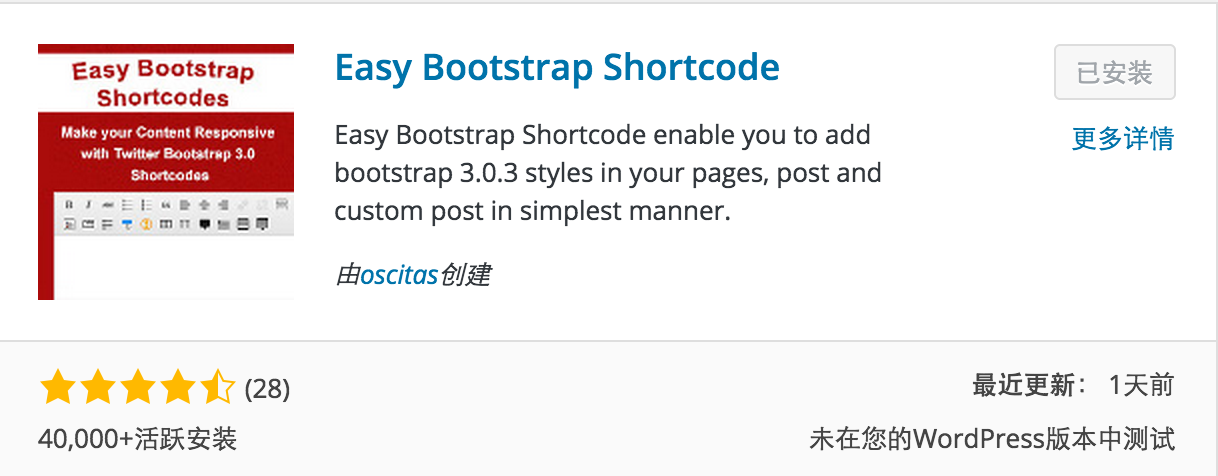 Easy Bootstrap
Shortcodes
Make your Content Responsive
with Twitter Bootstrap 3.0
Shortcodes
Easy Bootstrap Shortcode
已安装
更多详情
Easy Bootstrap Shortcode enable you to add
bootstrap 3.0.3 styles in your pages, post and
custom post in simplest manner.
由oscitas创建
(28)
最近更新： 1天前
40,000+活跃安装
未在您的WordPress版本中测试